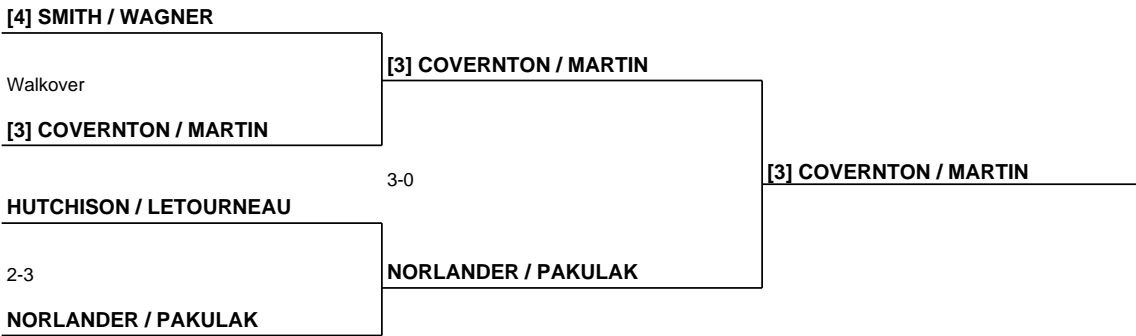 [4] SMITH / WAGNER
Walkover
[3] COVERNTON / MARTIN
HUTCHISON / LETOURNEAU
2-3
NORLANDER / PAKULAK
[3] COVERNTON / MARTIN
3-0
NORLANDER / PAKULAK
[3] COVERNTON / MARTIN